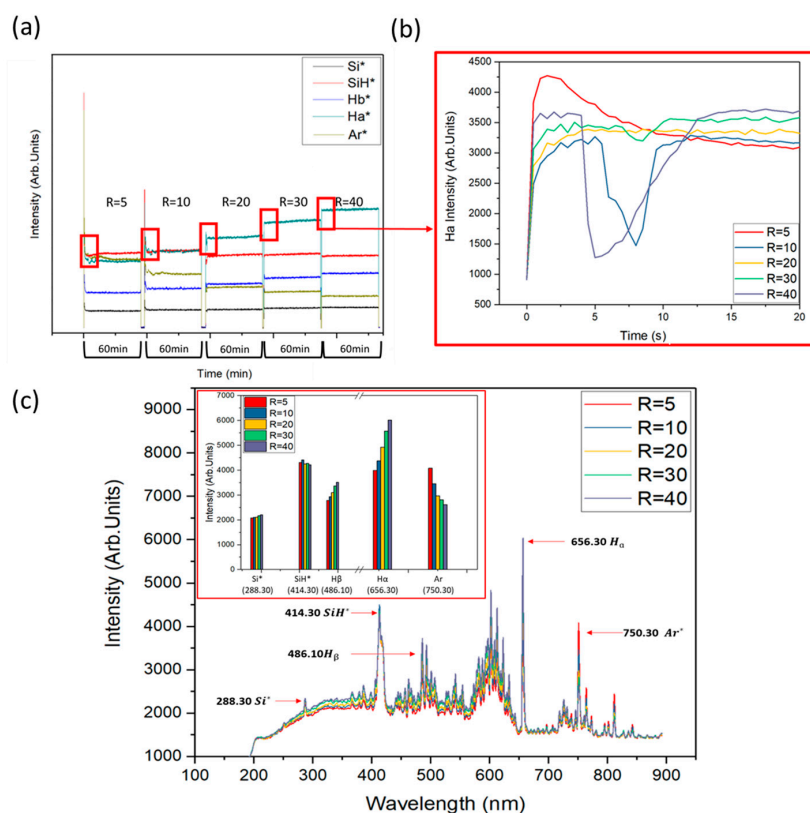 (a)
Intensity (Arb.Units)
Si*
SiH*
Hb*
Ha*
Ar*
R=5
R=10
R=20
R=30
R=40
60min
60min
60min
60min
60min
Time (min)
(b)
Ha Intensity (Arb.Units)
4500
4000
3500
3000
2500
2000
1500
1000
500
R=5
R=10
R=20
R=30
R=40
0
5
10
15
20
Time (s)
(c)
Intensity (Arb.Units)
9000
8000
7000
6000
5000
4000
3000
2000
1000
R=5
R=10
R=20
R=30
R=40
Intensity (Arb.Units)
7000
6000
5000
4000
3000
2000
1000
0
R=5
R=10
R=20
R=30
R=40
Si*
(288.30)
SiH*
(414.30)
Hβ
(486.10)
Hα
(656.30)
Ar
(750.30)
656.30 Hα
414.30 SiH*
486.10Hβ
750.30 Ar*
288.30 Si*
100
200
300
400
500
600
700
800
900
Wavelength (nm)